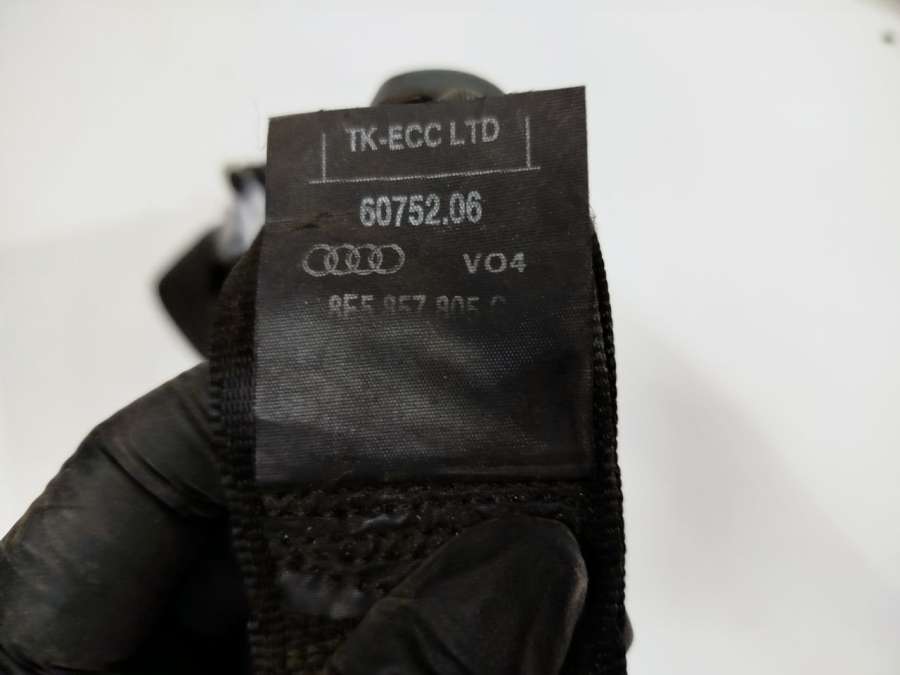 TK-ECC LTD
60752.06
VO4
8E5 857 805